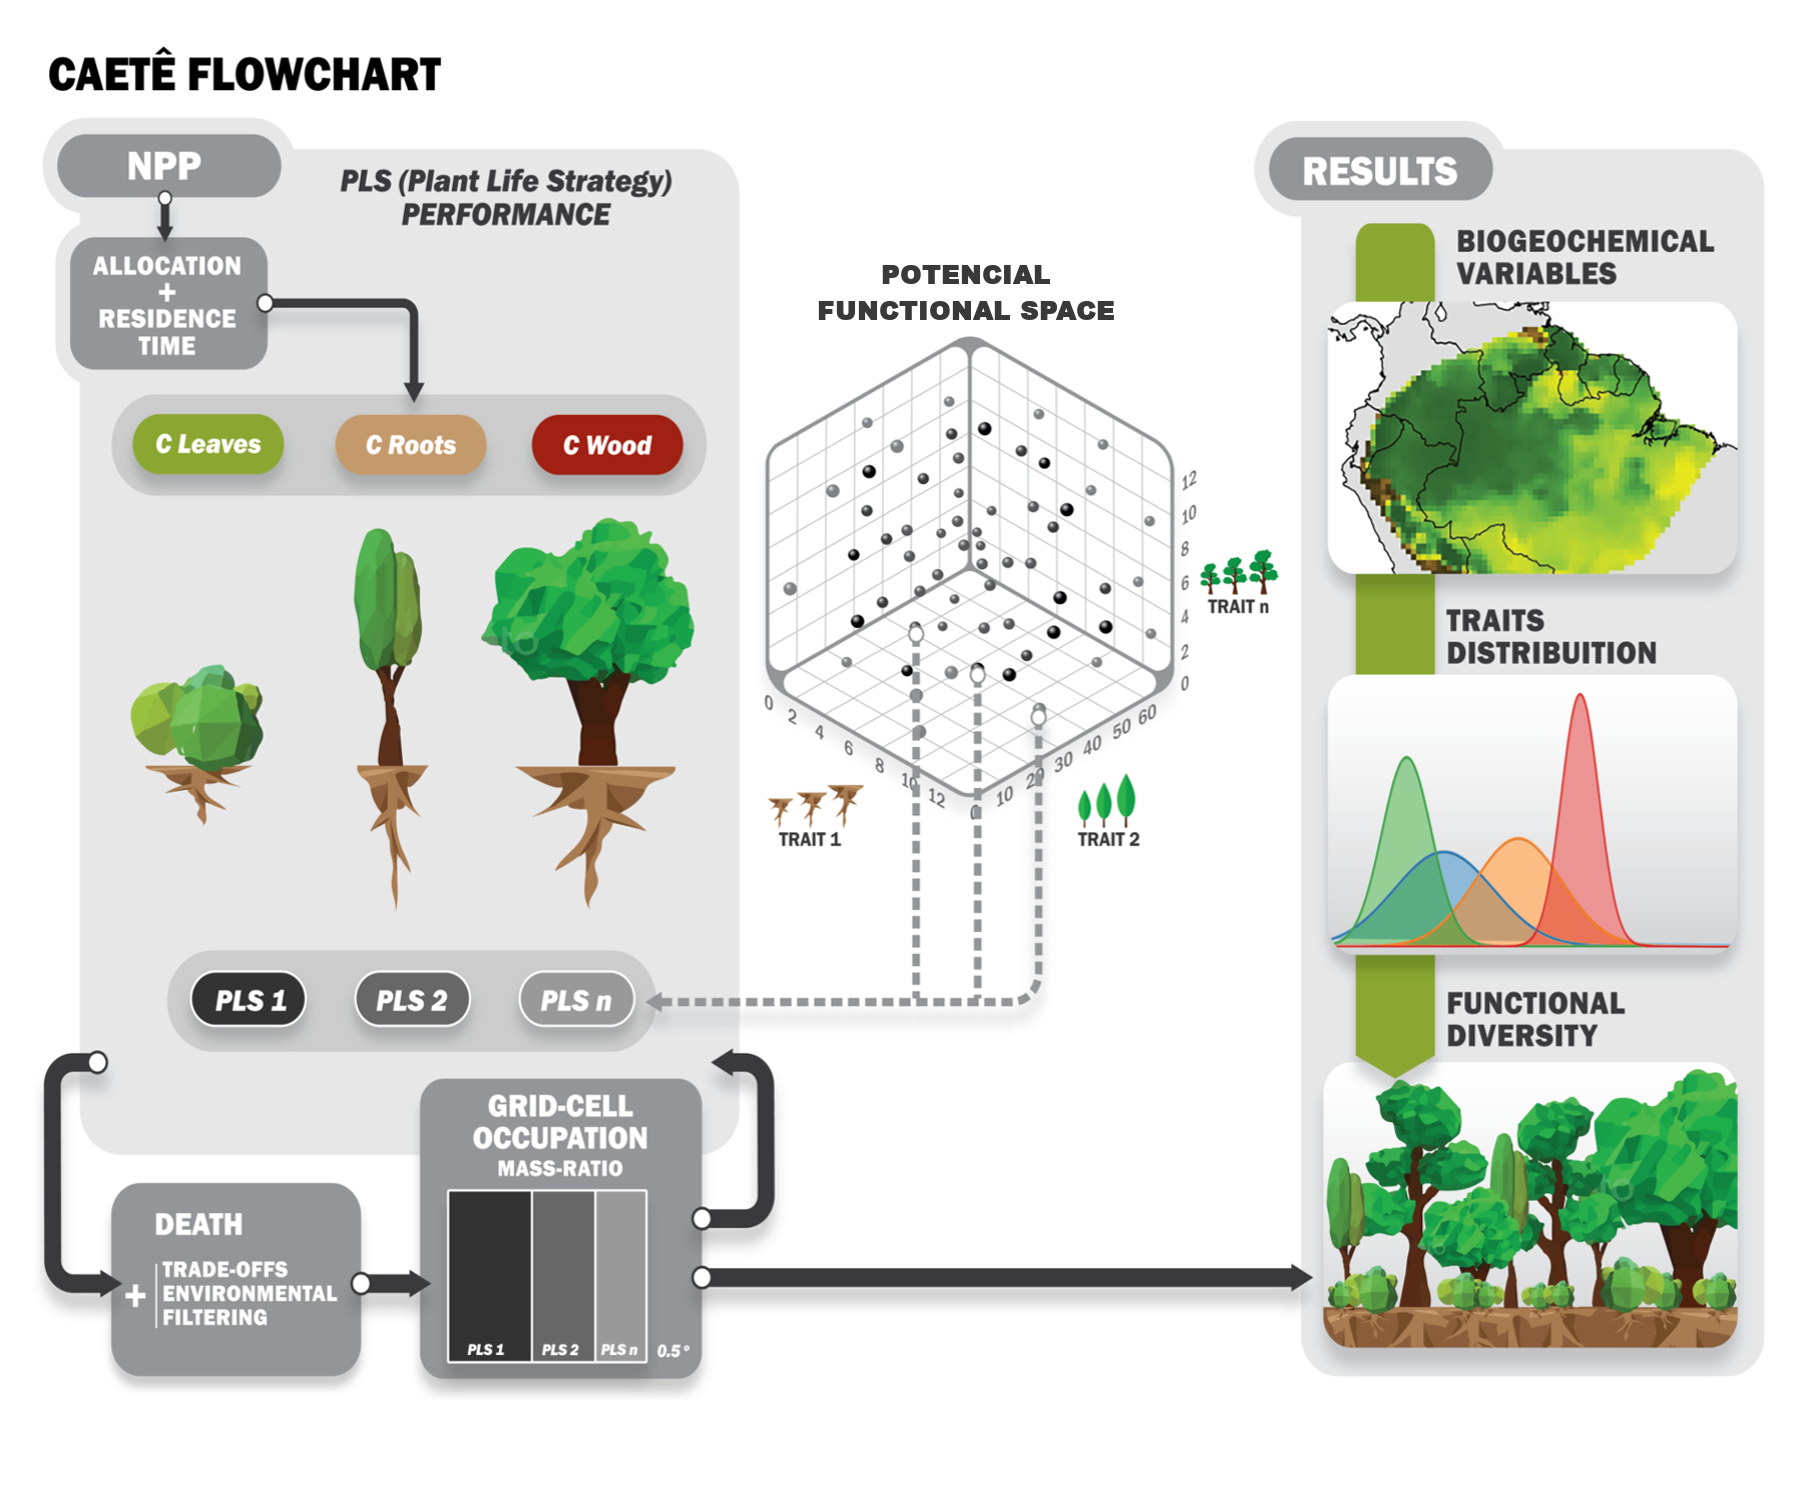 CAETÊ FLOWCHART
NPP
PLS (Plant Life Strategy)
PERFORMANCE
ALLOCATION
+
RESIDENCE
TIME
C Leaves
C Roots
C Wood
PLS 1
PLS 2
PLS n
DEATH
+
TRADE-OFFS
ENVIRONMENTAL
FILTERING
GRID-CELL
OCCUPATION
MASS-RATIO
PLS 1
PLS 2
PLS n
0.5°
POTENCIAL
FUNCTIONAL SPACE
12
10
8
6
4
2
0
TRAIT n
0
2
4
6
8
10
12
TRAIT 1
0
10
20
30
40
50
60
TRAIT 2
RESULTS
BIOGEOCHEMICAL
VARIABLES
TRAITS
DISTRIBUITION
FUNCTIONAL
DIVERSITY